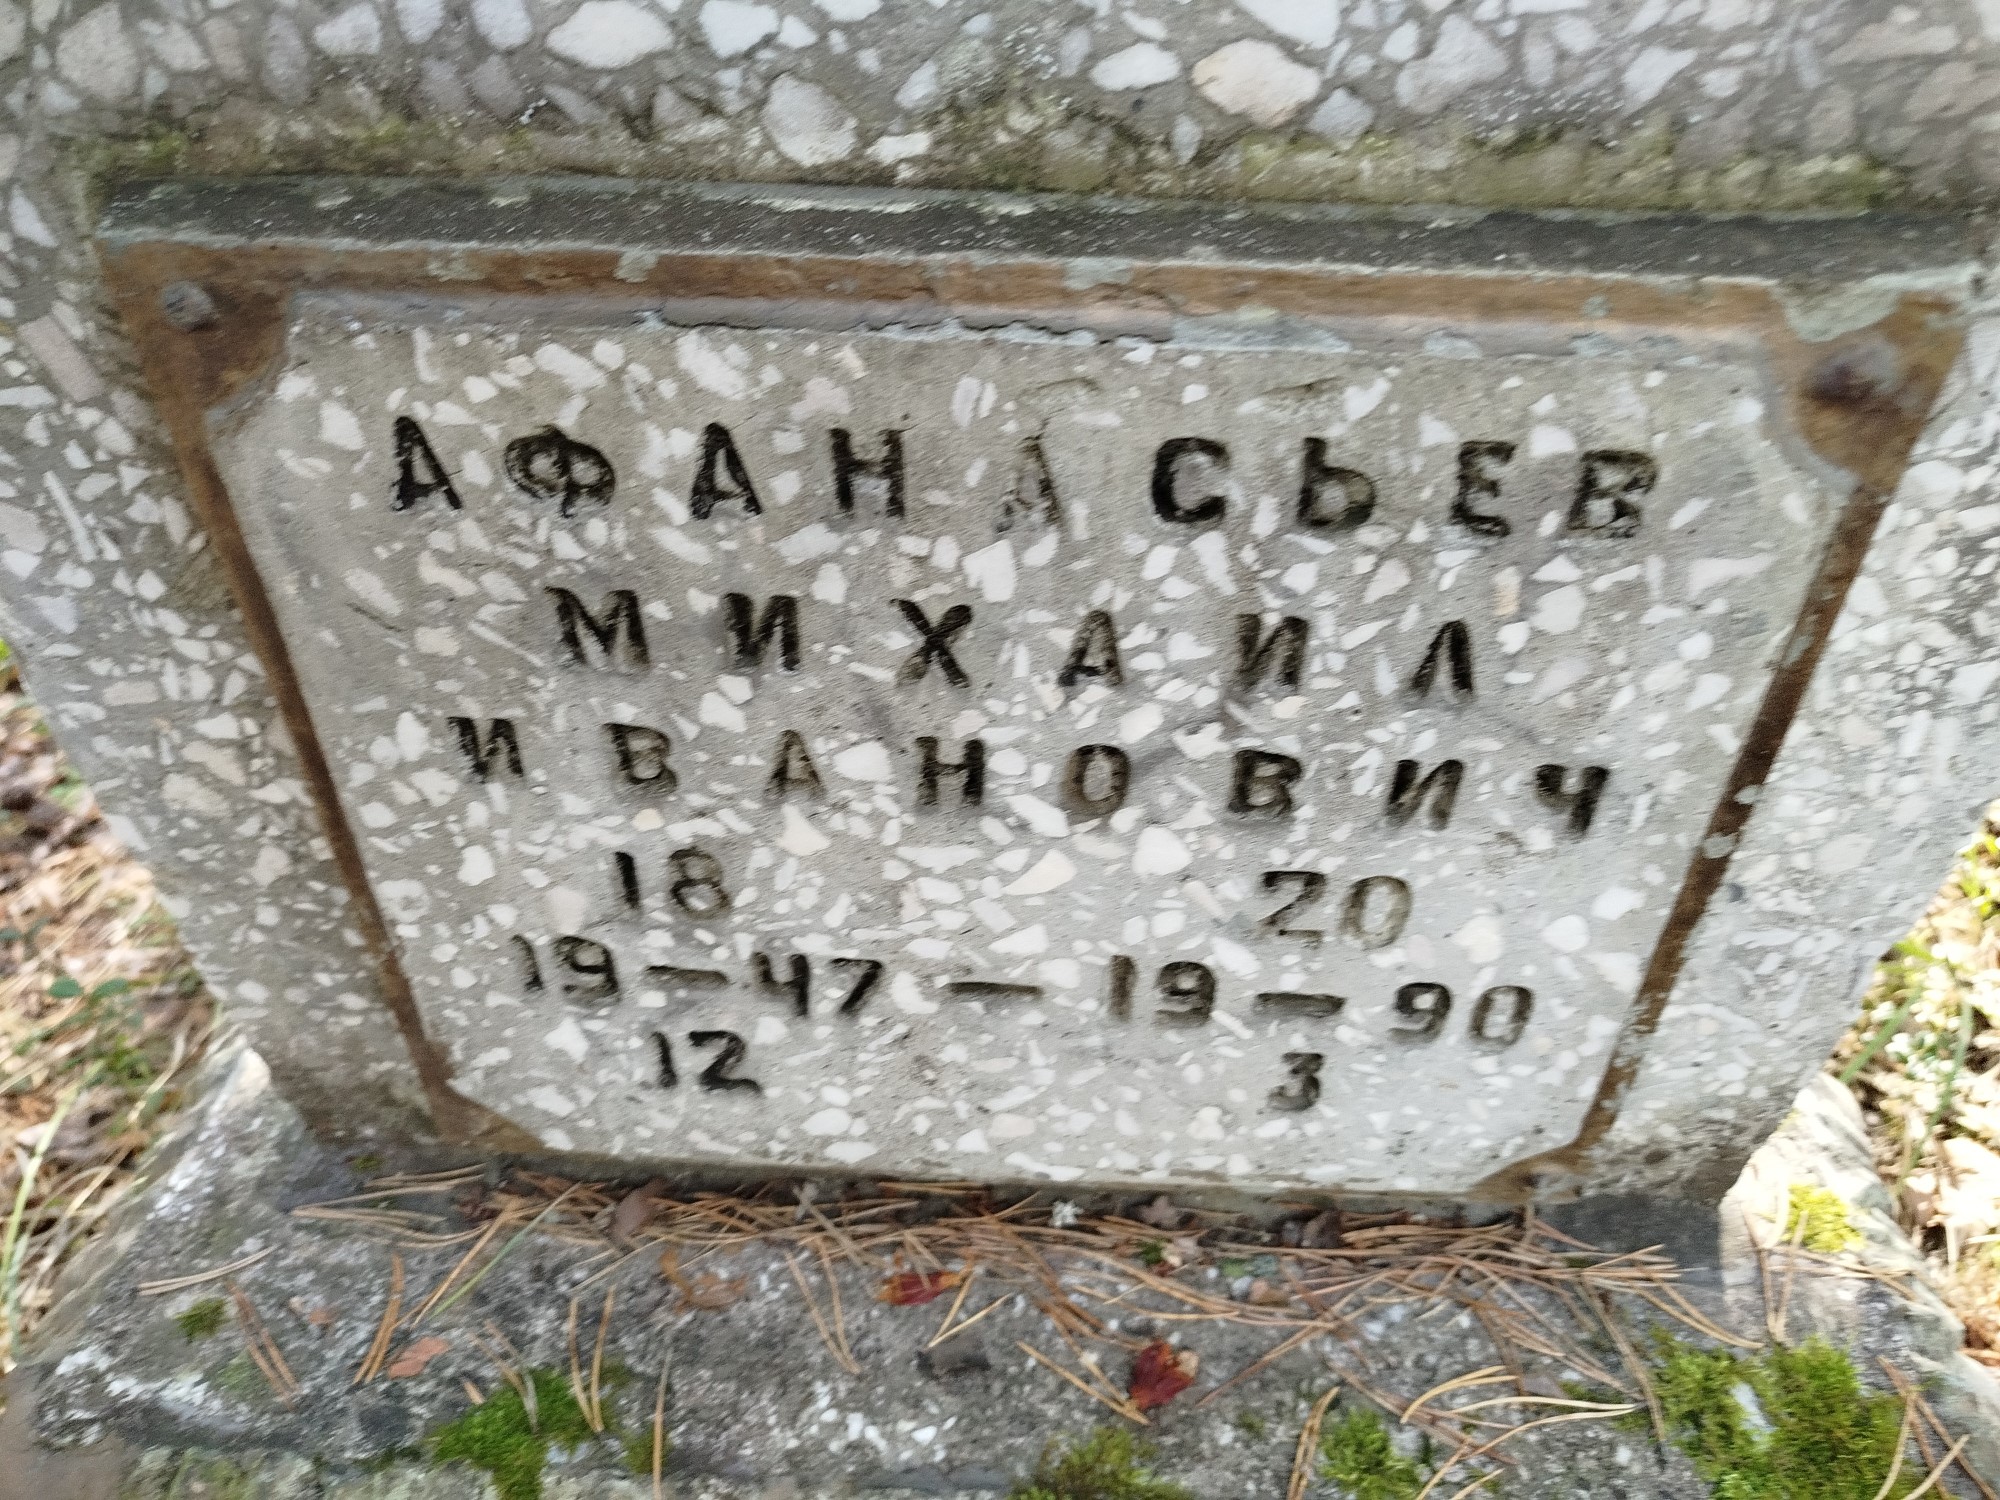 АФАНАСЬЕВ
МИХАИЛ
ИВАНОВИЧ
18 20
19—47 — 19—90
12 3